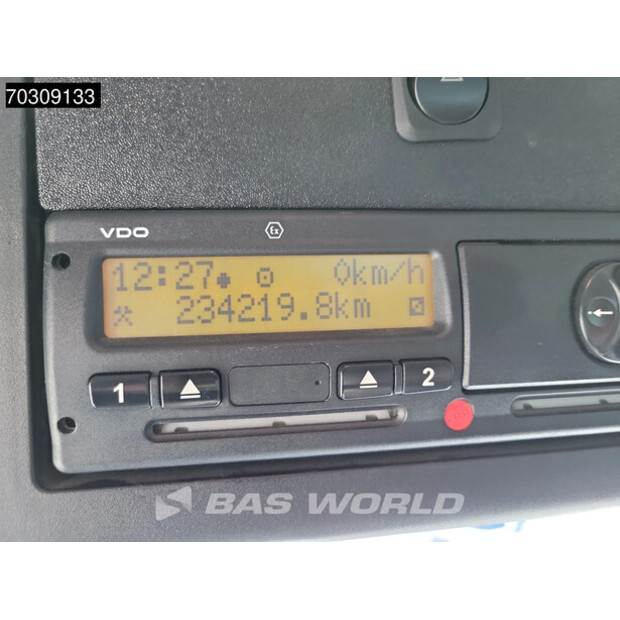 70309133
VDO
Ex
12:27 0km/h
234219.8km
1 2
BAS WORLD